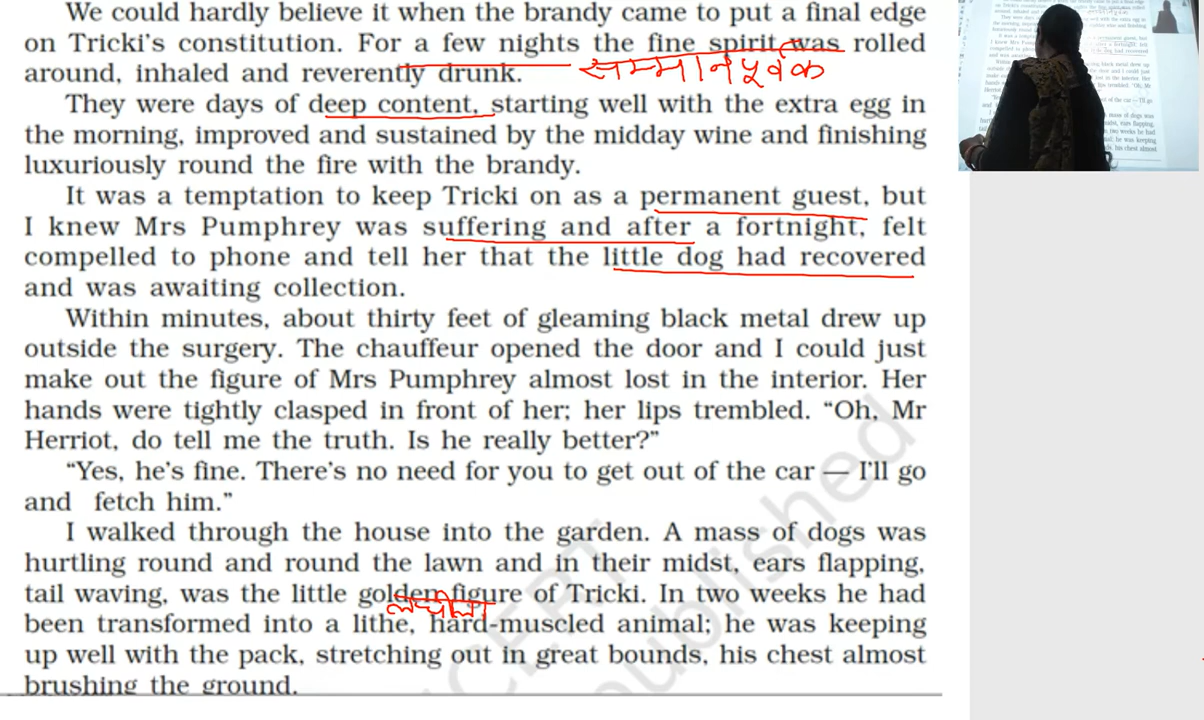 We could hardly believe it when the brandy came to put a final edge
on Tricki's constitution. For a few nights the fine spirit was rolled
around, inhaled and reverently drunk. सम्मानपूर्वक
They were days of deep content, starting well with the extra egg in
the morning, improved and sustained by the midday wine and finishing
luxuriously round the fire with the brandy.
It was a temptation to keep Tricki on as a permanent guest, but
I knew Mrs Pumphrey was suffering and after a fortnight, felt
compelled to phone and tell her that the little dog had recovered
and was awaiting collection.
Within minutes, about thirty feet of gleaming black metal drew up
outside the surgery. The chauffeur opened the door and I could just
make out the figure of Mrs Pumphrey almost lost in the interior. Her
hands were tightly clasped in front of her; her lips trembled. “Oh, Mr
Herriot, do tell me the truth. Is he really better?”
“Yes, he's fine. There's no need for you to get out of the car — I'll go
and fetch him.”
I walked through the house into the garden. A mass of dogs was
hurtling round and round the lawn and in their midst, ears flapping,
tail waving, was the little golden figure of Tricki. In two weeks he had
लचीला
been transformed into a lithe, hard-muscled animal; he was keeping
up well with the pack, stretching out in great bounds, his chest almost
brushing the ground.